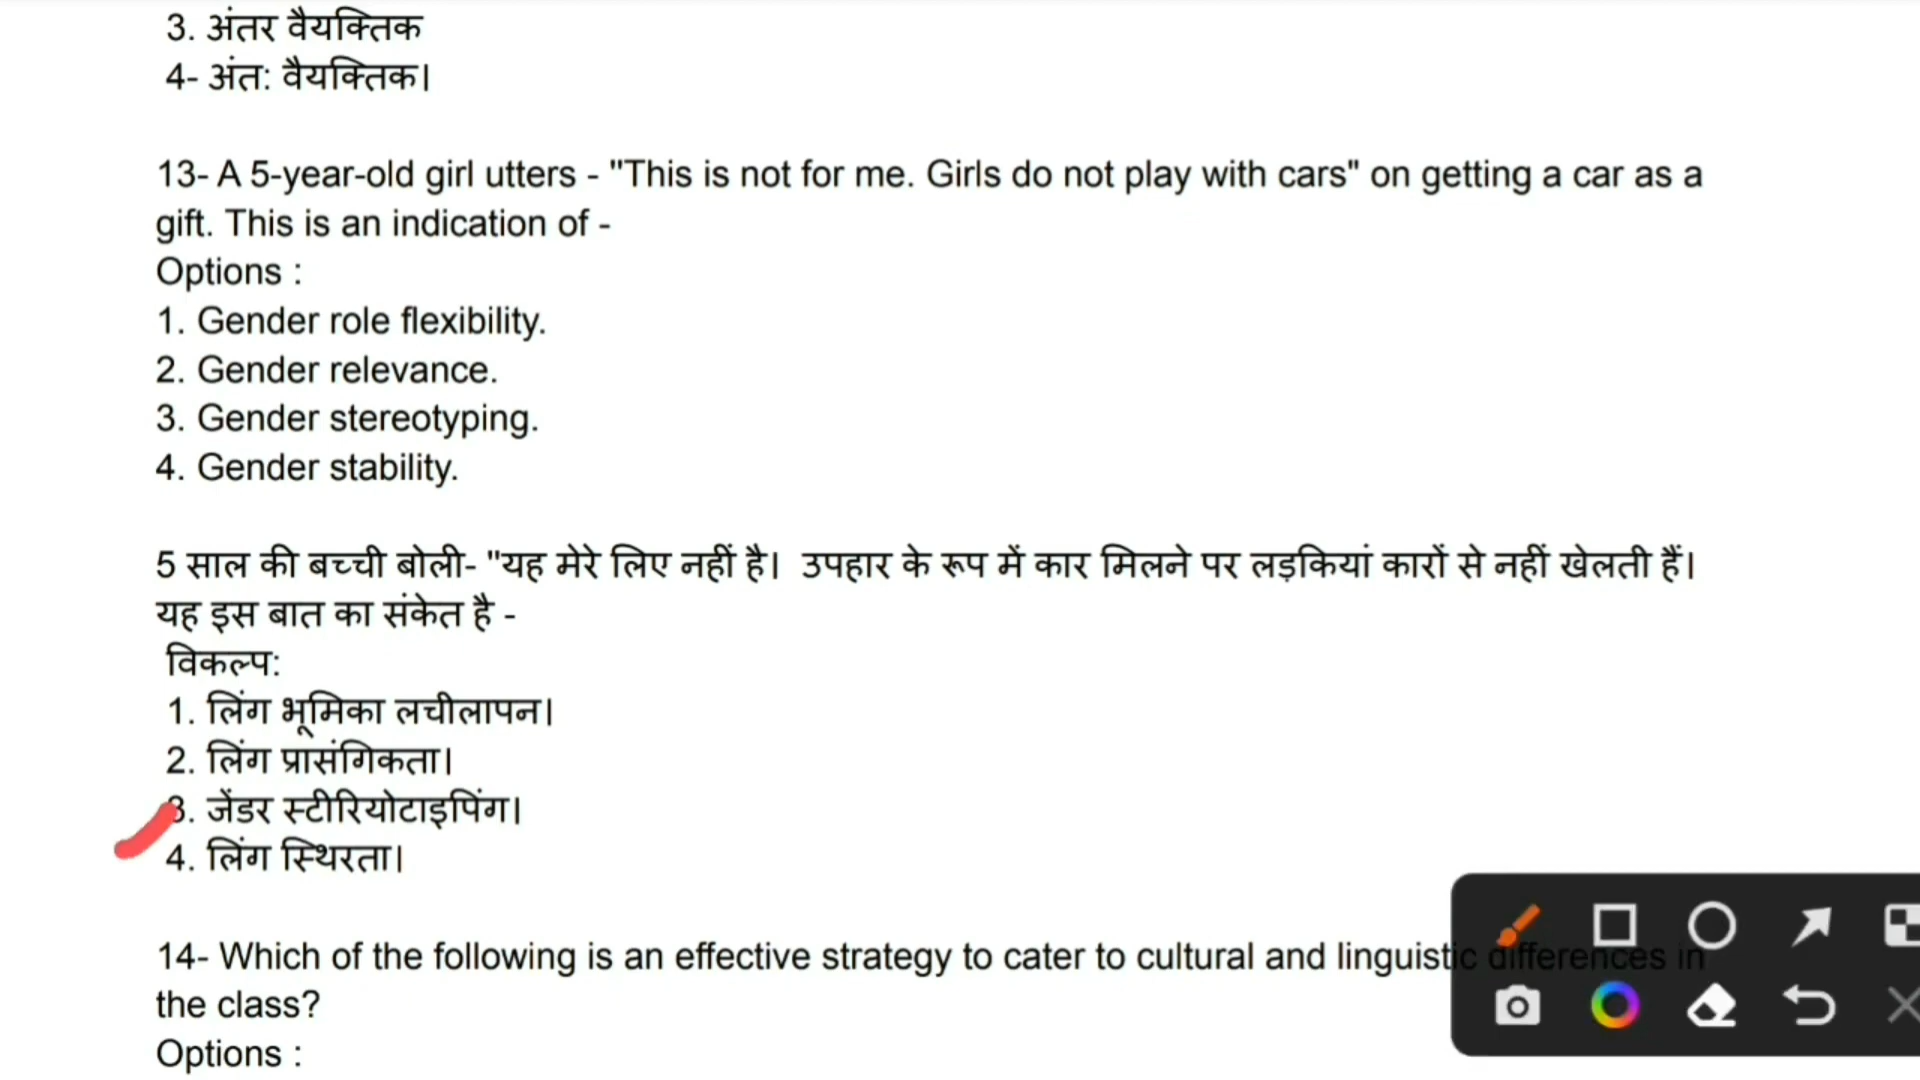 3. अंतर वैयक्तिक
4- अंत: वैयक्तिक।
13- A 5-year-old girl utters - "This is not for me. Girls do not play with cars" on getting a car as a
gift. This is an indication of -
Options :
1. Gender role flexibility.
2. Gender relevance.
3. Gender stereotyping.
4. Gender stability.
5 साल की बच्ची बोली- "यह मेरे लिए नहीं है।  उपहार के रूप में कार मिलने पर लड़कियां कारों से नहीं खेलती हैं।
यह इस बात का संकेत है -
विकल्प:
1. लिंग भूमिका लचीलापन।
2. लिंग प्रासंगिकता।
3. जेंडर स्टीरियोटाइपिंग।
4. लिंग स्थिरता।
14- Which of the following is an effective strategy to cater to cultural and linguistic differences in
the class?
Options :